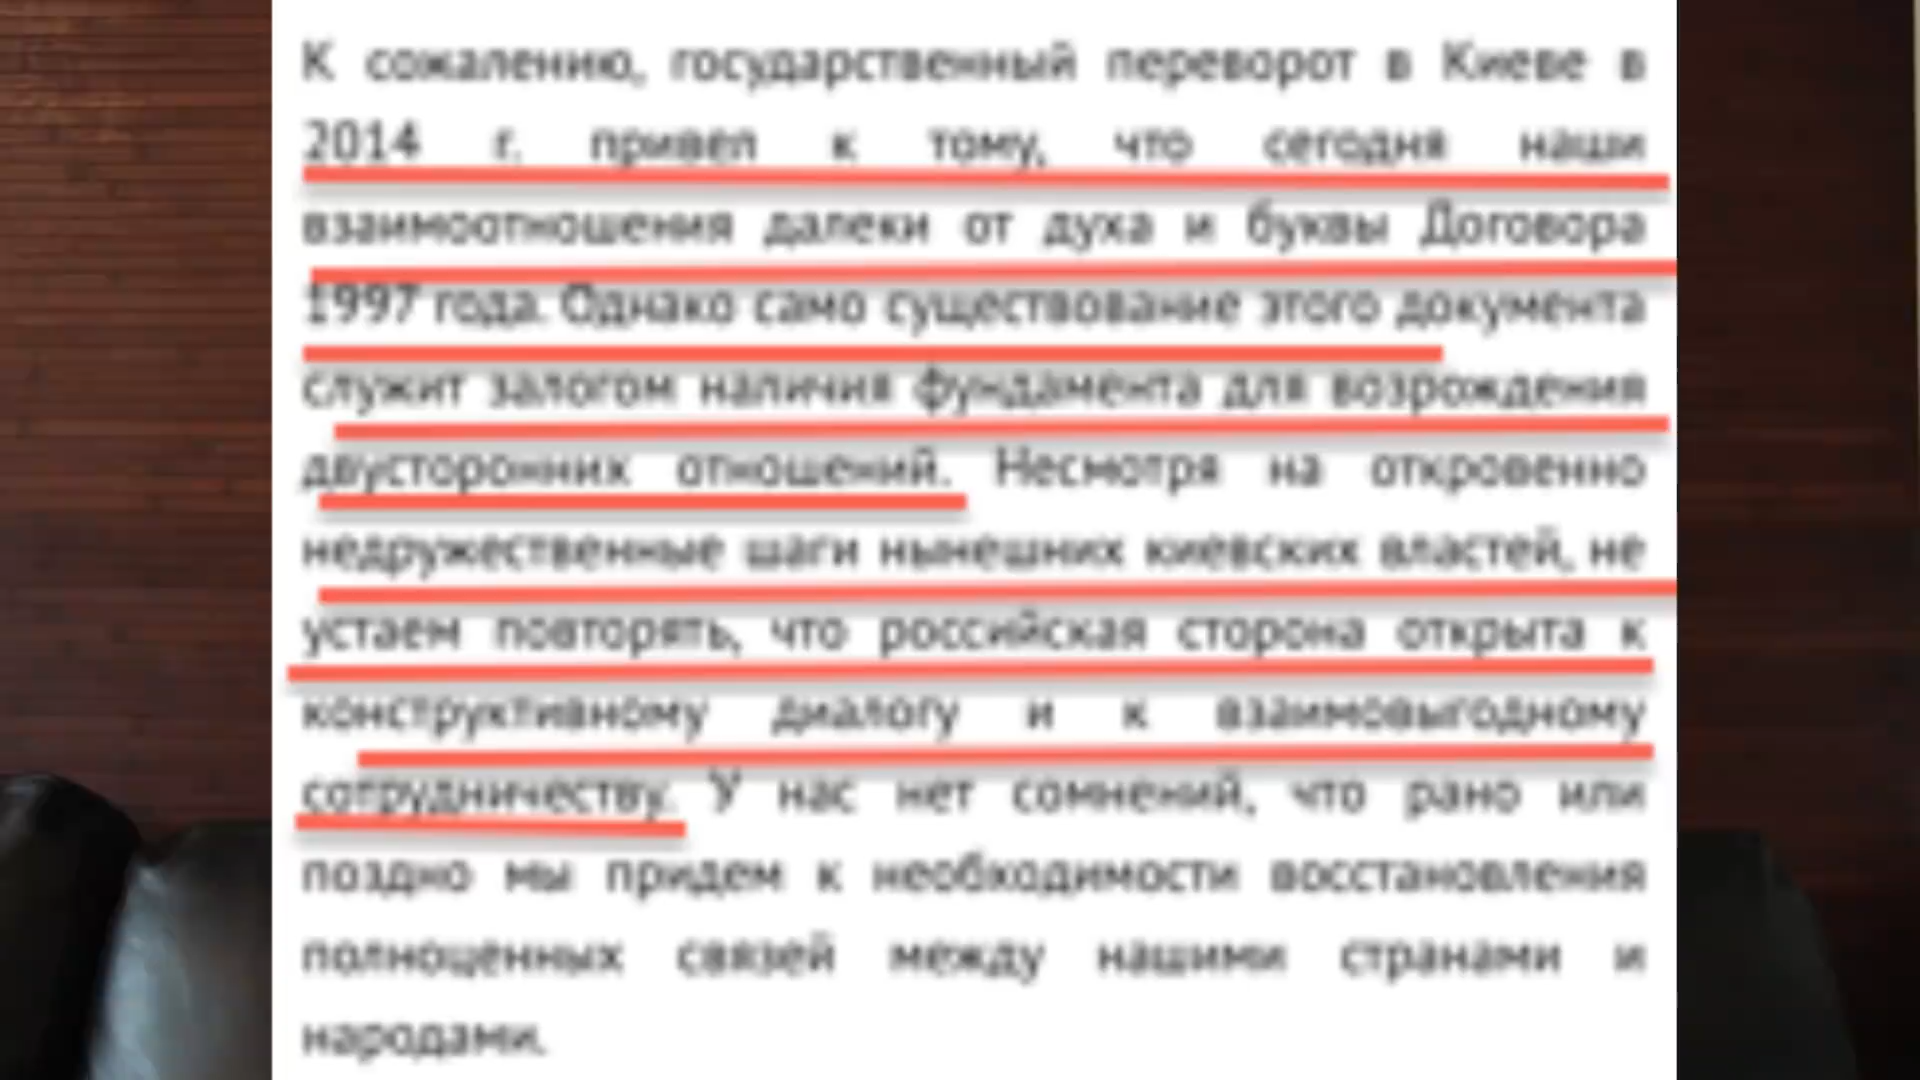 К сожалению, государственный переворот в Киеве в
2014 г. привел к тому, что сегодня наши
взаимоотношения далеки от духа и буквы Договора
1997 года. Однако само существование этого документа
служит залогом наличия фундамента для возрождения
двусторонних отношений. Несмотря на откровенно
недружественные шаги нынешних киевских властей, не
устаем повторять, что российская сторона открыта к
конструктивному диалогу и к взаимовыгодному
сотрудничеству. У нас нет сомнений, что рано или
поздно мы придем к необходимости восстановления
полноценных связей между нашими странами и
народами.